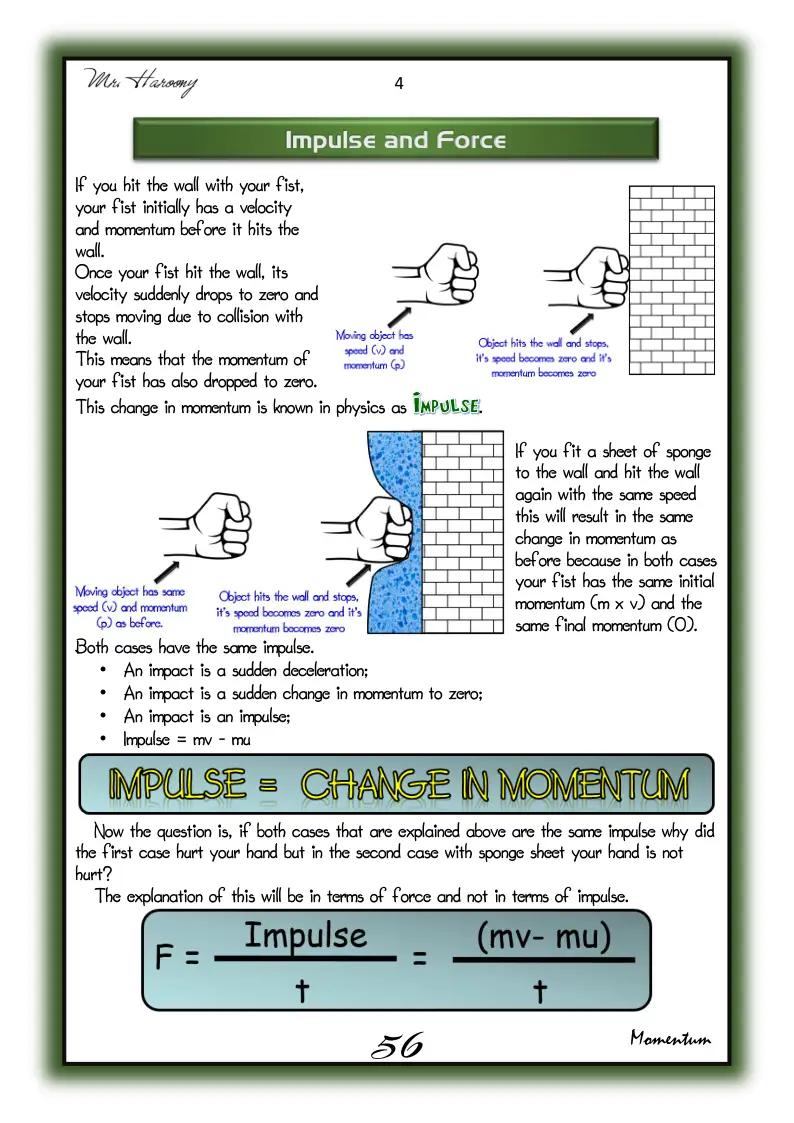 Mr. Haroony
4
Impulse and Force
If you hit the wall with your fist,
your fist initially has a velocity
and momentum before it hits the
wall.
Once your fist hit the wall, its
velocity suddenly drops to zero and
stops moving due to collision with
the wall.
This means that the momentum of
your fist has also dropped to zero.
Moving object has
speed (v) and
momentum (p)
Object hits the wall and stops,
it's speed becomes zero and it's
momentum becomes zero
This change in momentum is known in physics as IMPULSE.
If you fit a sheet of sponge
to the wall and hit the wall
again with the same speed
this will result in the same
change in momentum as
before because in both cases
your fist has the same initial
momentum (m x v) and the
same final momentum (0).
Moving object has same
speed (v) and momentum
(p) as before.
Object hits the wall and stops,
it's speed becomes zero and it's
momentum becomes zero
Both cases have the same impulse.
• An impact is a sudden deceleration;
• An impact is a sudden change in momentum to zero;
• An impact is an impulse;
• Impulse = mv - mu
IMPULSE = CHANGE IN MOMENTUM
Now the question is, if both cases that are explained above are the same impulse why did
the first case hurt your hand but in the second case with sponge sheet your hand is not
hurt?
The explanation of this will be in terms of force and not in terms of impulse.
F = Impulse / t = (mv- mu) / t
56
Momentum